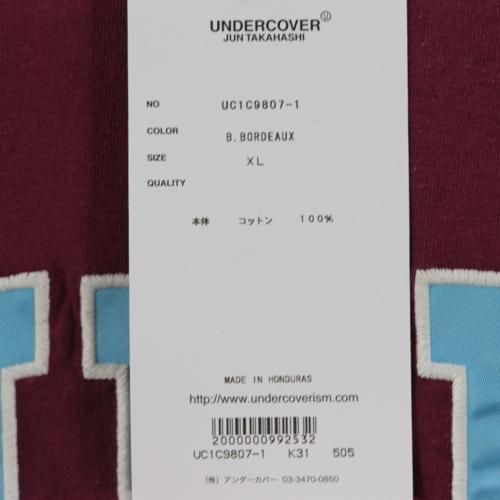 UNDERCOVER Ⓤ
JUN TAKAHASHI
NO UC1C9807-1
COLOR B.BORDEAUX
SIZE XL
QUALITY
本体 コットン 100%
MADE IN HONDURAS
http://www.undercoverism.com
2000000992532
UC1C9807-1 K31 505
(株) アンダーカバー 03-3470-0850